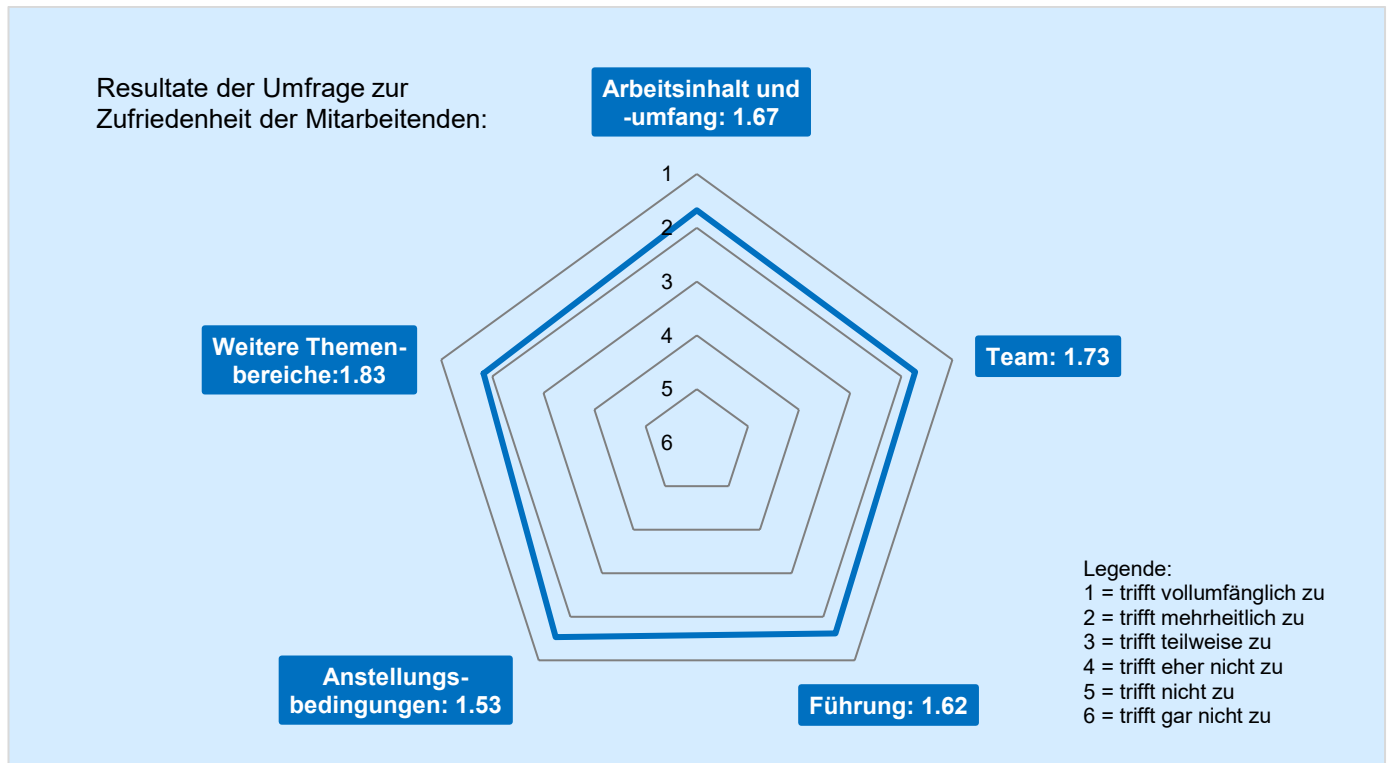 Resultate der Umfrage zur
Zufriedenheit der Mitarbeitenden:
Arbeitsinhalt und
-umfang: 1.67
1
2
3
4
5
6
Weitere Themen-
bereiche:1.83
Team: 1.73
Anstellungs-
bedingungen: 1.53
Führung: 1.62
Legende:
1 = trifft vollumfänglich zu
2 = trifft mehrheitlich zu
3 = trifft teilweise zu
4 = trifft eher nicht zu
5 = trifft nicht zu
6 = trifft gar nicht zu